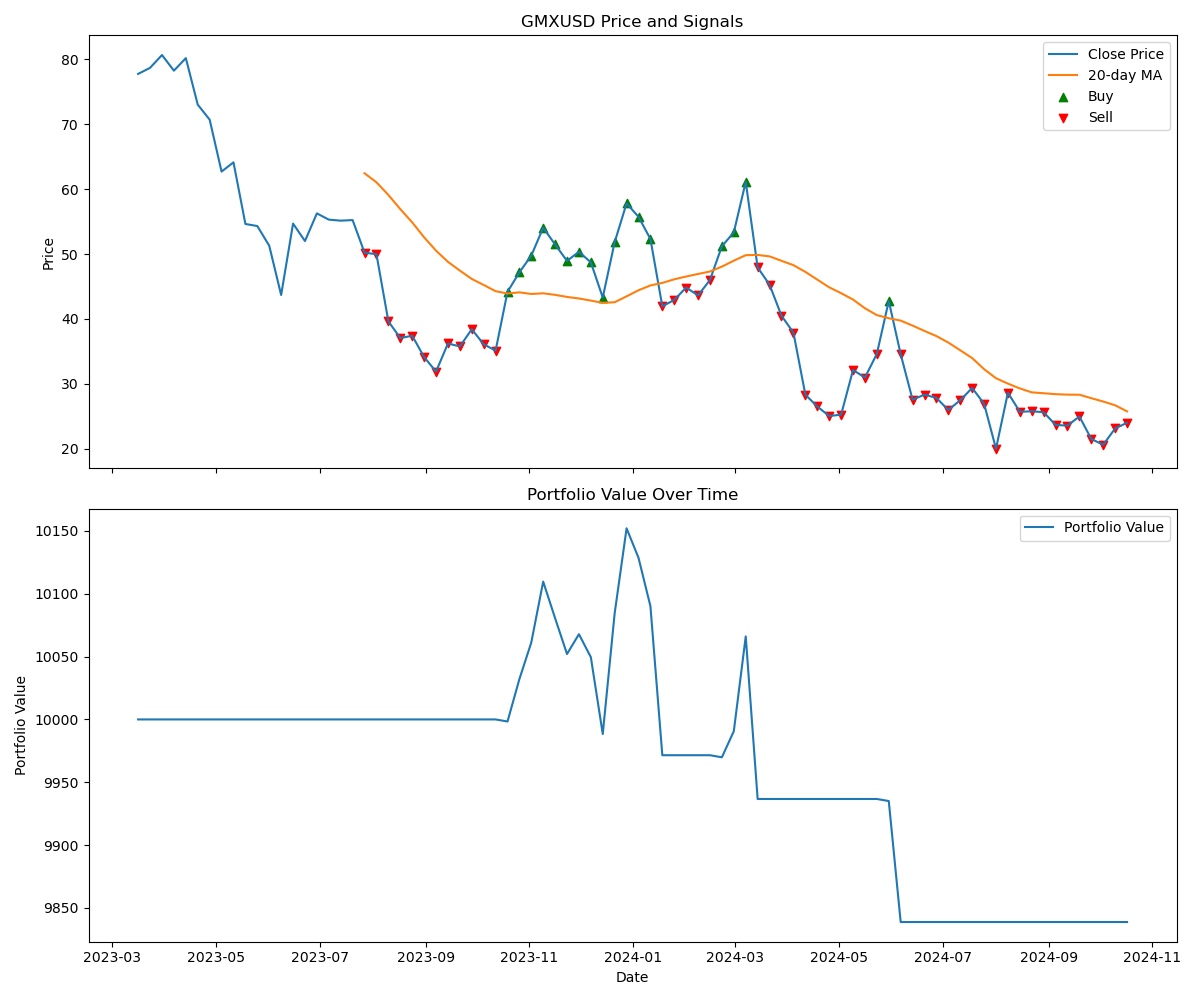 GMXUSD Price and Signals
Close Price
20-day MA
Buy
Sell
Price
80
70
60
50
40
30
20
Portfolio Value Over Time
Portfolio Value
Portfolio Value
10150
10100
10050
10000
9950
9900
9850
2023-03 2023-05 2023-07 2023-09 2023-11 2024-01 2024-03 2024-05 2024-07 2024-09 2024-11
Date